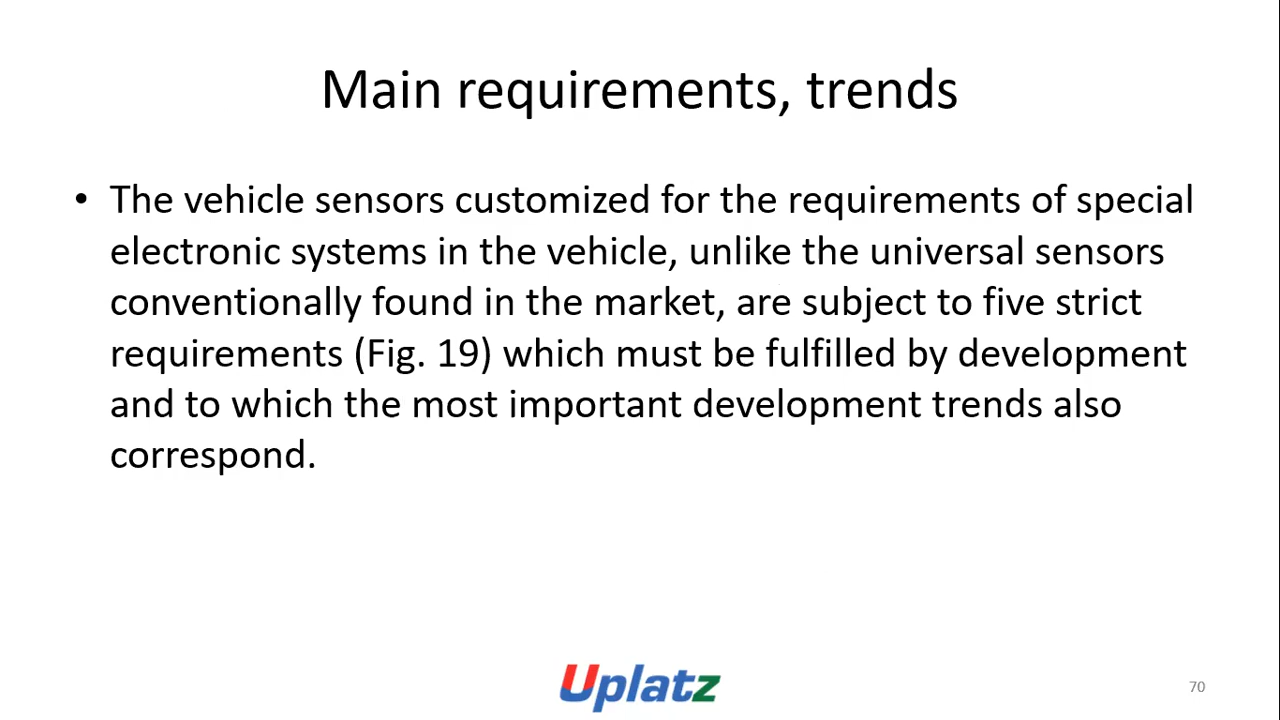 Main requirements, trends
• The vehicle sensors customized for the requirements of special
electronic systems in the vehicle, unlike the universal sensors
conventionally found in the market, are subject to five strict
requirements (Fig. 19) which must be fulfilled by development
and to which the most important development trends also
correspond.
Uplatz
70